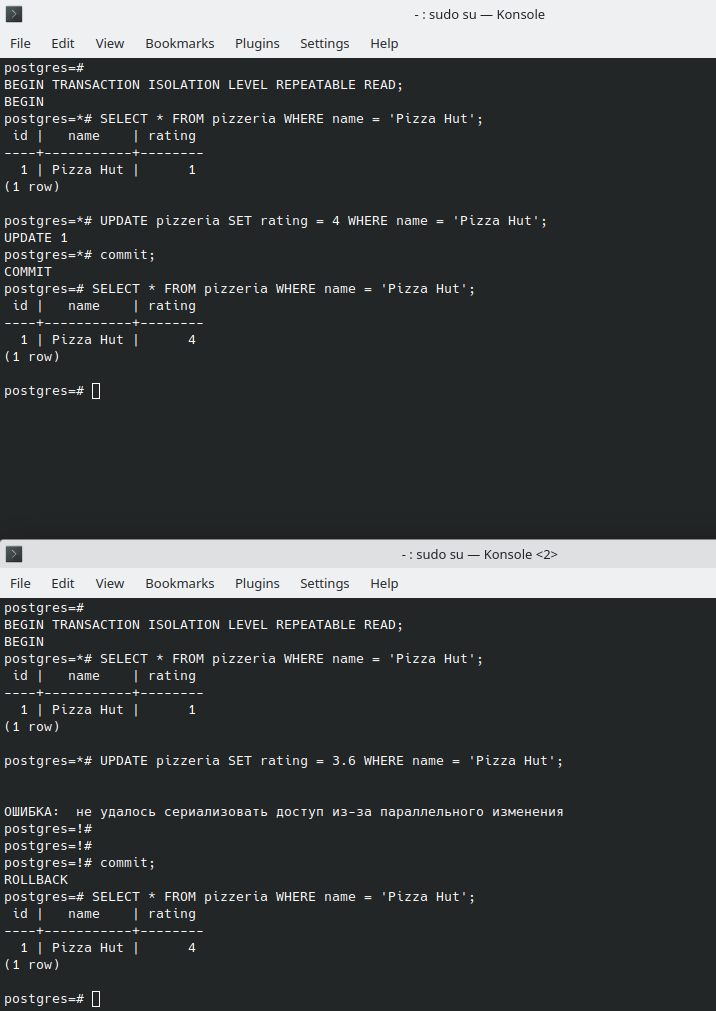 - : sudo su — Konsole
File Edit View Bookmarks Plugins Settings Help
postgres=#
BEGIN TRANSACTION ISOLATION LEVEL REPEATABLE READ;
BEGIN
postgres=*# SELECT * FROM pizzeria WHERE name = 'Pizza Hut';
 id |   name    | rating
----+-----------+--------
  1 | Pizza Hut |      1
(1 row)

postgres=*# UPDATE pizzeria SET rating = 4 WHERE name = 'Pizza Hut';
UPDATE 1
postgres=*# commit;
COMMIT
postgres=# SELECT * FROM pizzeria WHERE name = 'Pizza Hut';
 id |   name    | rating
----+-----------+--------
  1 | Pizza Hut |      4
(1 row)

postgres=#
- : sudo su — Konsole <2>
File Edit View Bookmarks Plugins Settings Help
postgres=#
BEGIN TRANSACTION ISOLATION LEVEL REPEATABLE READ;
BEGIN
postgres=*# SELECT * FROM pizzeria WHERE name = 'Pizza Hut';
 id |   name    | rating
----+-----------+--------
  1 | Pizza Hut |      1
(1 row)

postgres=*# UPDATE pizzeria SET rating = 3.6 WHERE name = 'Pizza Hut';

ОШИБКА:  не удалось сериализовать доступ из-за параллельного изменения
postgres=!#
postgres=!#
postgres=!# commit;
ROLLBACK
postgres=# SELECT * FROM pizzeria WHERE name = 'Pizza Hut';
 id |   name    | rating
----+-----------+--------
  1 | Pizza Hut |      4
(1 row)

postgres=#